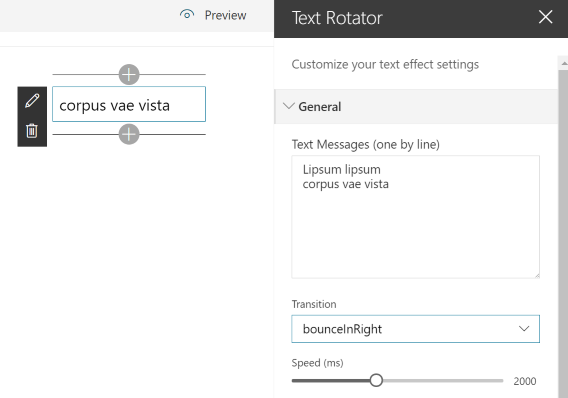 Preview
corpus vae vista
Text Rotator
Customize your text effect settings
General
Text Messages (one by line)
Lipsum lipsum
corpus vae vista
Transition
bounceInRight
Speed (ms)
2000